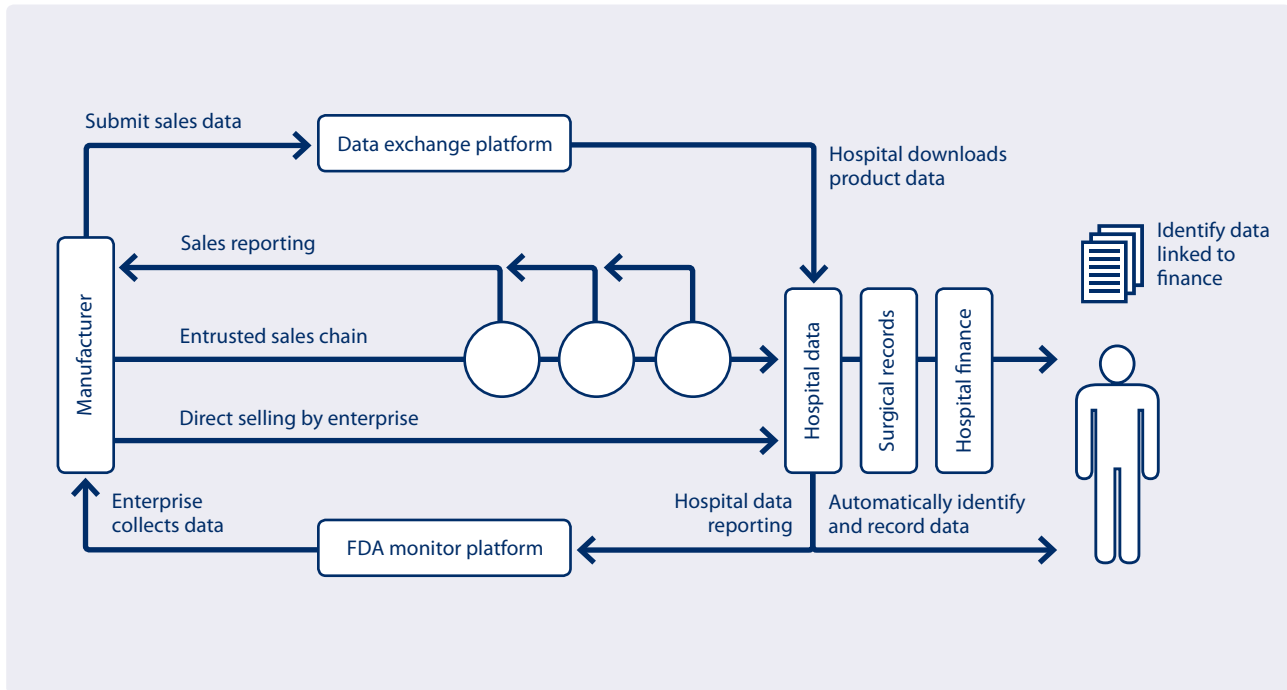 Submit sales data
Data exchange platform
Hospital downloads
product data
Identify data
linked to
finance
Sales reporting
Manufacturer
Entrusted sales chain
Direct selling by enterprise
Hospital data
Surgical records
Hospital finance
Enterprise
collects data
FDA monitor platform
Hospital data
reporting
Automatically identify
and record data